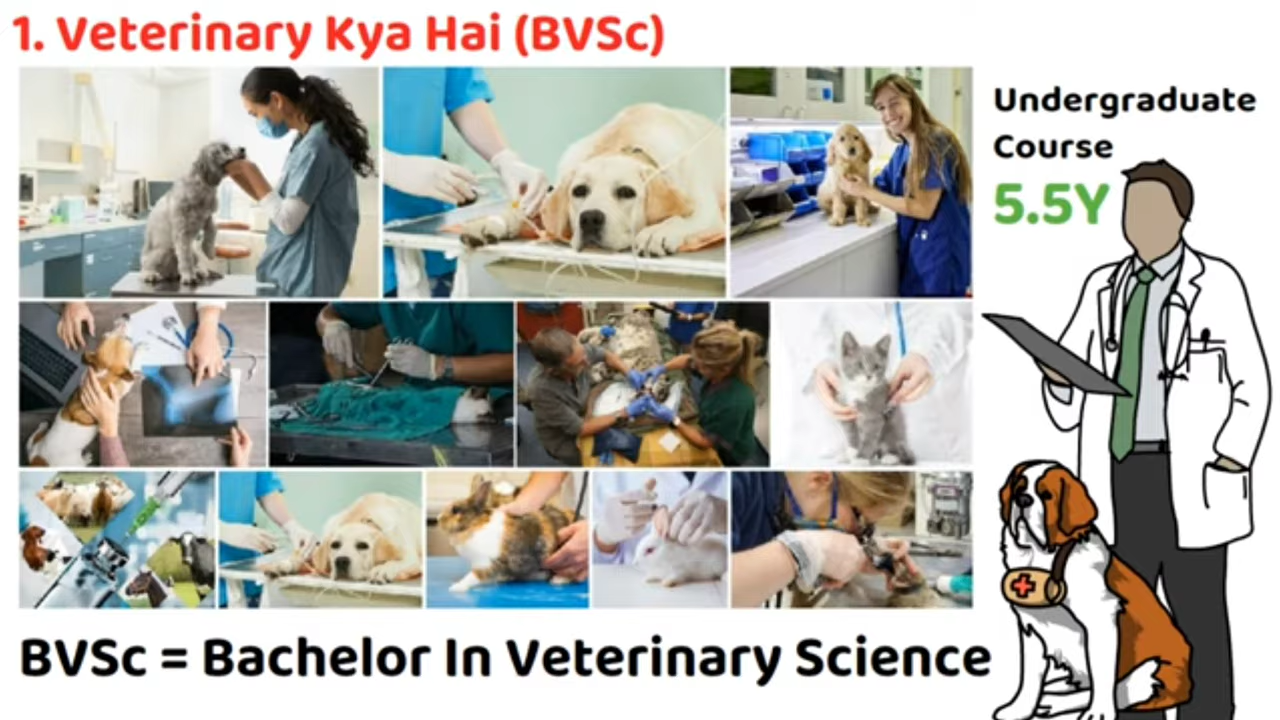 1. Veterinary Kya Hai (BVSc)
Undergraduate
Course
5.5Y
BVSc = Bachelor In Veterinary Science